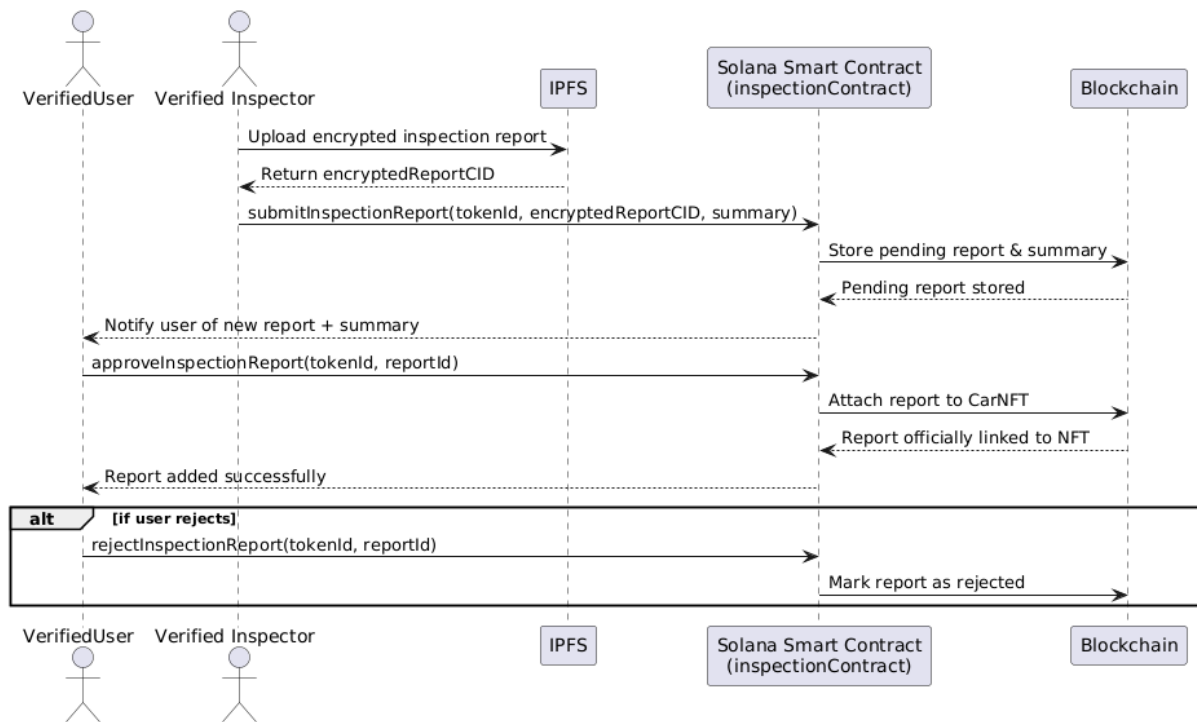 VerifiedUser
Verified Inspector
IPFS
Solana Smart Contract
(inspectionContract)
Blockchain
Upload encrypted inspection report
Return encryptedReportCID
submitInspectionReport(tokenId, encryptedReportCID, summary)
Store pending report & summary
Pending report stored
Notify user of new report + summary
approveInspectionReport(tokenId, reportId)
Attach report to CarNFT
Report officially linked to NFT
Report added successfully
alt
[if user rejects]
rejectInspectionReport(tokenId, reportId)
Mark report as rejected
VerifiedUser
Verified Inspector
IPFS
Solana Smart Contract
(inspectionContract)
Blockchain